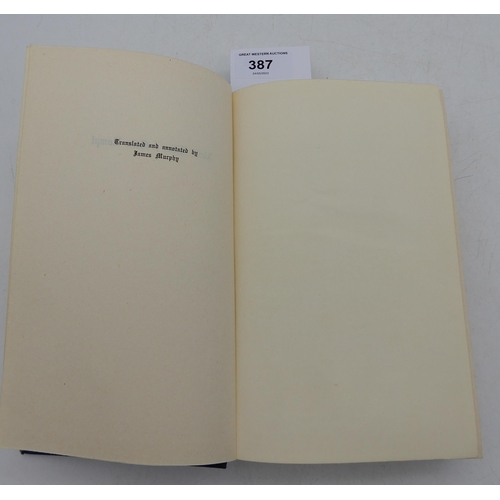 GREAT WESTERN AUCTIONS
387
Translated and annotated by
James Murphy